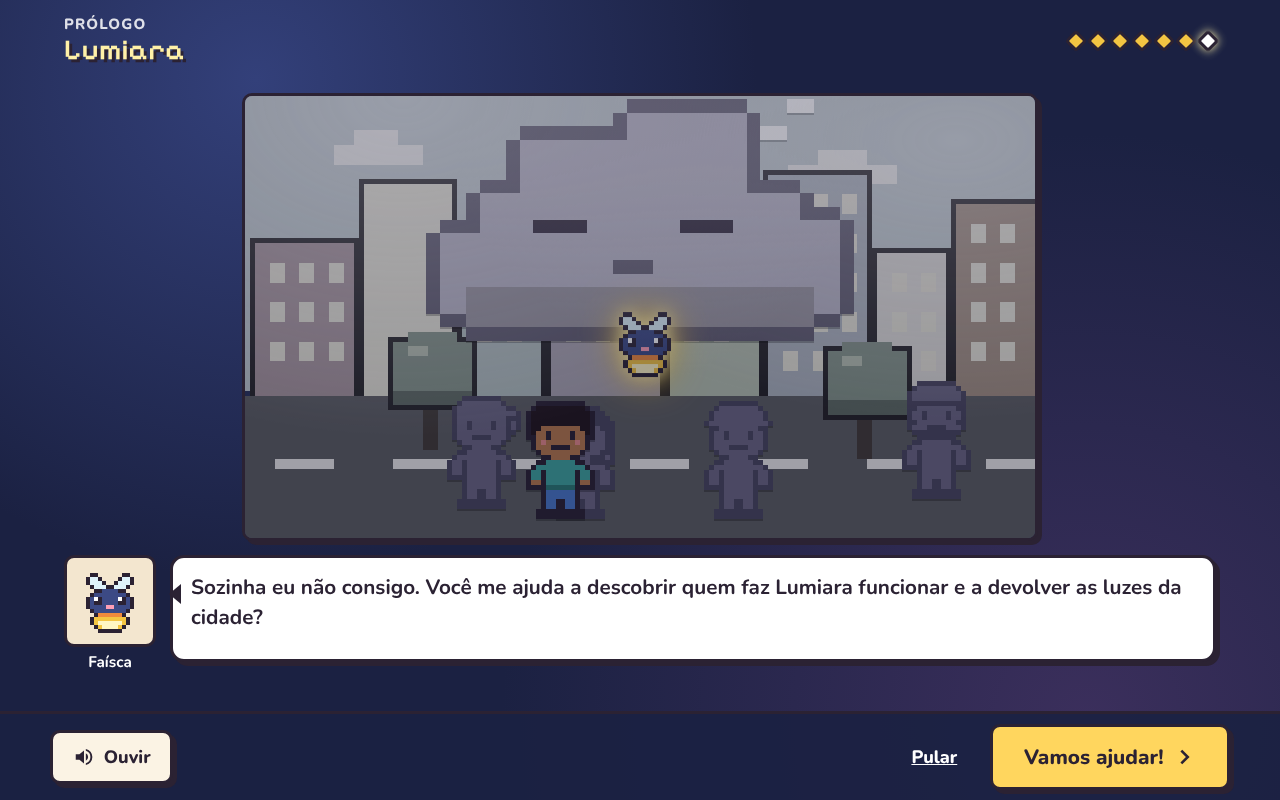 PRÓLOGO
Lumiara
Sozinha eu não consigo. Você me ajuda a descobrir quem faz Lumiara funcionar e a devolver as luzes da
cidade?
Faísca
Ouvir
Pular
Vamos ajudar!